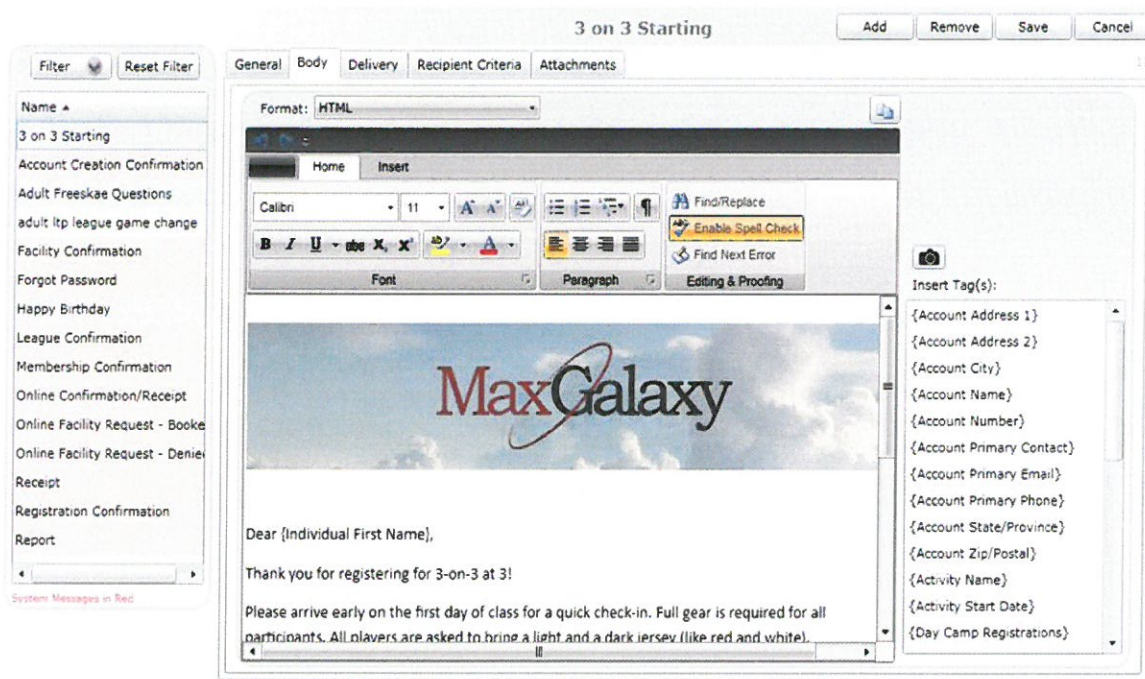 3 on 3 Starting
Add Remove Save Cancel
Filter Reset Filter
General Body Delivery Recipient Criteria Attachments
Name
3 on 3 Starting
Account Creation Confirmation
Adult Freeskae Questions
adult ltp league game change
Facility Confirmation
Forgot Password
Happy Birthday
League Confirmation
Membership Confirmation
Online Confirmation/Receipt
Online Facility Request - Booke
Online Facility Request - Denie
Receipt
Registration Confirmation
Report
System Messages in Red
Format: HTML
Home Insert
Calibri 11 A A
B I U abc X, X A
Font Paragraph Editing & Proofing
Find/Replace
Enable Spell Check
Find Next Error
MaxGalaxy
Dear {Individual First Name},
Thank you for registering for 3-on-3 at 3!
Please arrive early on the first day of class for a quick check-in. Full gear is required for all
participants. All players are asked to bring a light and a dark jersey (like red and white).
Insert Tag(s):
{Account Address 1}
{Account Address 2}
{Account City}
{Account Name}
{Account Number}
{Account Primary Contact}
{Account Primary Email}
{Account Primary Phone}
{Account State/Province}
{Account Zip/Postal}
{Activity Name}
{Activity Start Date}
{Day Camp Registrations}